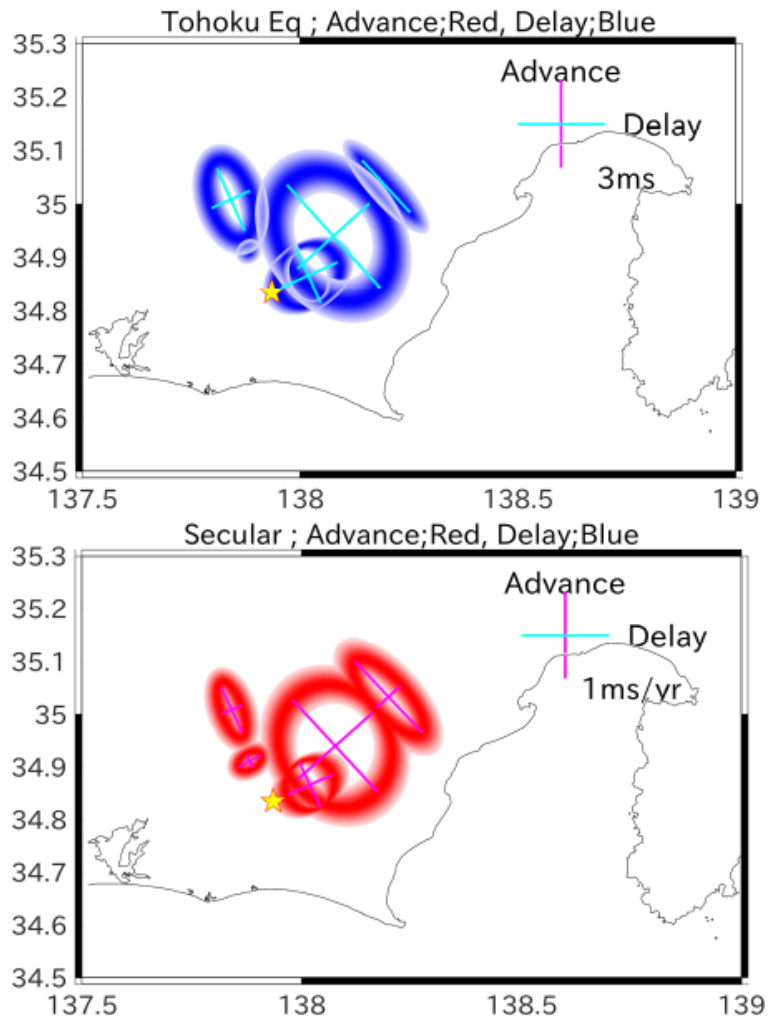 Tohoku Eq ; Advance;Red, Delay;Blue
35.3
35.2
35.1
35
34.9
34.8
34.7
34.6
34.5
Advance
Delay
3ms
137.5 138 138.5 139
Secular ; Advance;Red, Delay;Blue
35.3
35.2
35.1
35
34.9
34.8
34.7
34.6
34.5
Advance
Delay
1ms/yr
137.5 138 138.5 139